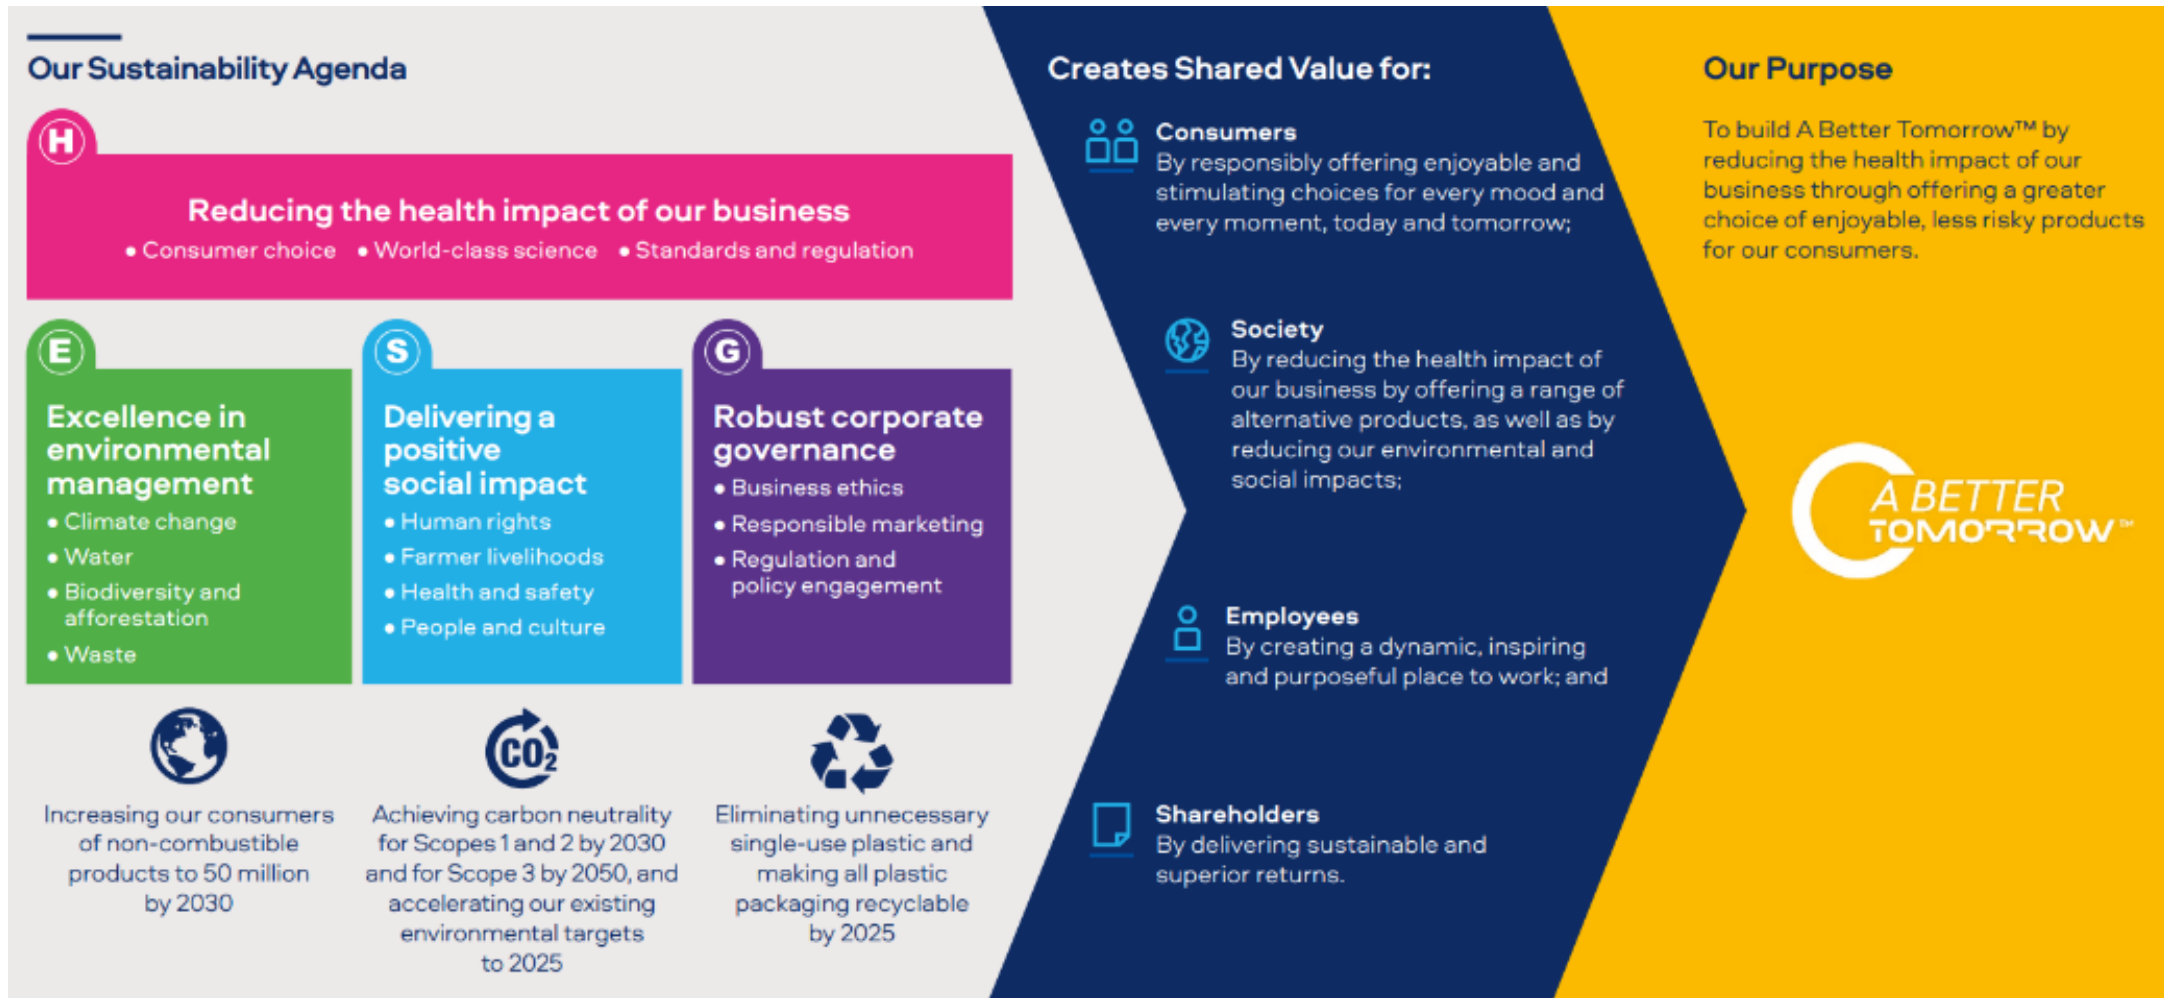 Our Sustainability Agenda
H
Reducing the health impact of our business
• Consumer choice • World-class science • Standards and regulation
E
Excellence in
environmental
management
• Climate change
• Water
• Biodiversity and
afforestation
• Waste
S
Delivering a
positive
social impact
• Human rights
• Farmer livelihoods
• Health and safety
• People and culture
G
Robust corporate
governance
• Business ethics
• Responsible marketing
• Regulation and
policy engagement
Increasing our consumers
of non-combustible
products to 50 million
by 2030
CO₂
Achieving carbon neutrality
for Scopes 1 and 2 by 2030
and for Scope 3 by 2050, and
accelerating our existing
environmental targets
to 2025
Eliminating unnecessary
single-use plastic and
making all plastic
packaging recyclable
by 2025
Creates Shared Value for:
Consumers
By responsibly offering enjoyable and
stimulating choices for every mood and
every moment, today and tomorrow;
Society
By reducing the health impact of
our business by offering a range of
alternative products, as well as by
reducing our environmental and
social impacts;
Employees
By creating a dynamic, inspiring
and purposeful place to work; and
Shareholders
By delivering sustainable and
superior returns.
Our Purpose
To build A Better Tomorrow™ by
reducing the health impact of our
business through offering a greater
choice of enjoyable, less risky products
for our consumers.
A BETTER
TOMORROW™